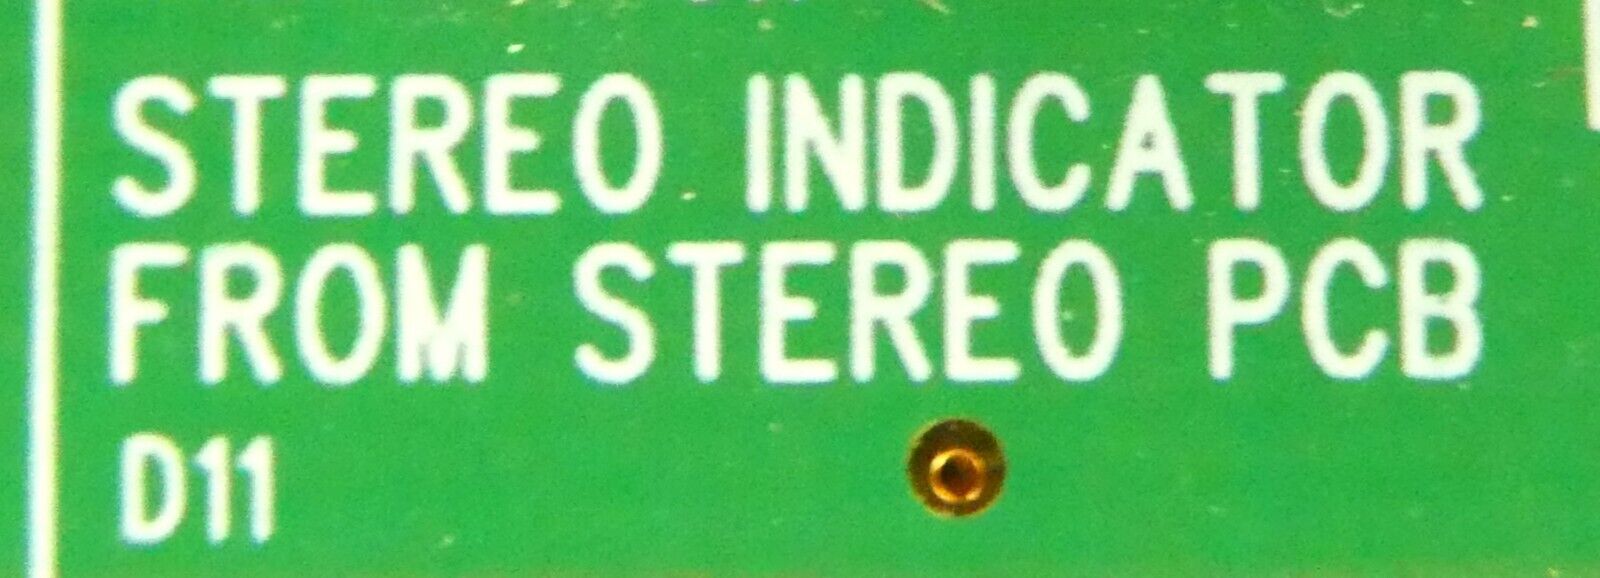 STEREO INDICATOR
FROM STEREO PCB
D11